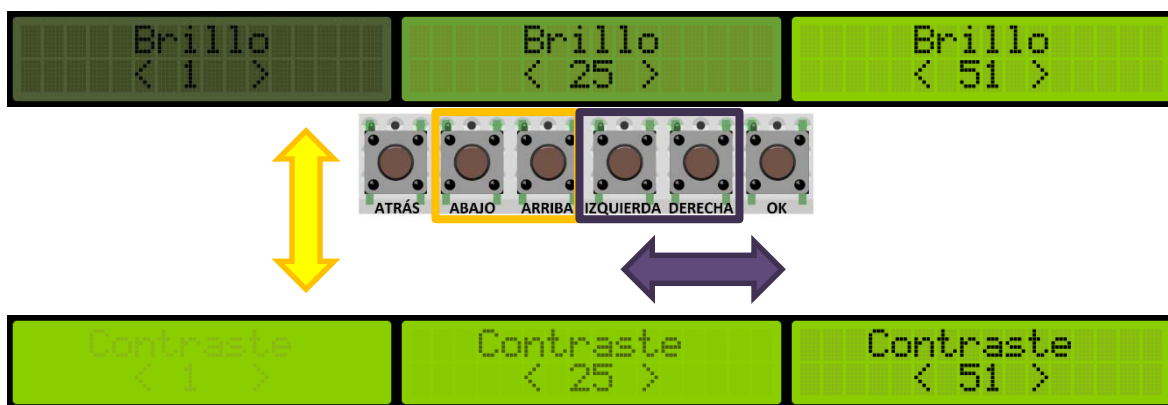 Brillo
< 1 >
Brillo
< 25 >
Brillo
< 51 >
ATRÁS ABAJO ARRIBA IZQUIERDA DERECHA OK
Contraste
< 1 >
Contraste
< 25 >
Contraste
< 51 >